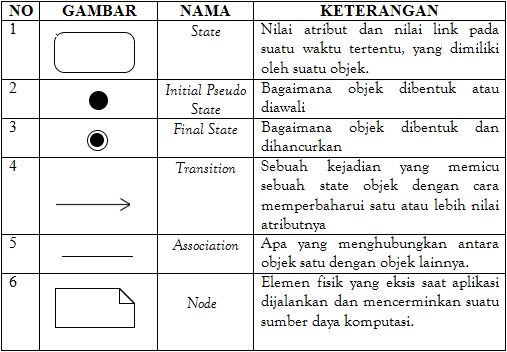 NO GAMBAR NAMA KETERANGAN
1 State Nilai atribut dan nilai link pada
suatu waktu tertentu, yang dimiliki
oleh suatu objek.
2 Initial Pseudo Bagaimana objek dibentuk atau
State diawali
3 Final State Bagaimana objek dibentuk dan
dihancurkan
4 Transition Sebuah kejadian yang memicu
sebuah state objek dengan cara
memperbaharui satu atau lebih nilai
atributnya
5 Association Apa yang menghubungkan antara
objek satu dengan objek lainnya.
6 Elemen fisik yang eksis saat aplikasi
Node dijalankan dan mencerminkan suatu
sumber daya komputasi.